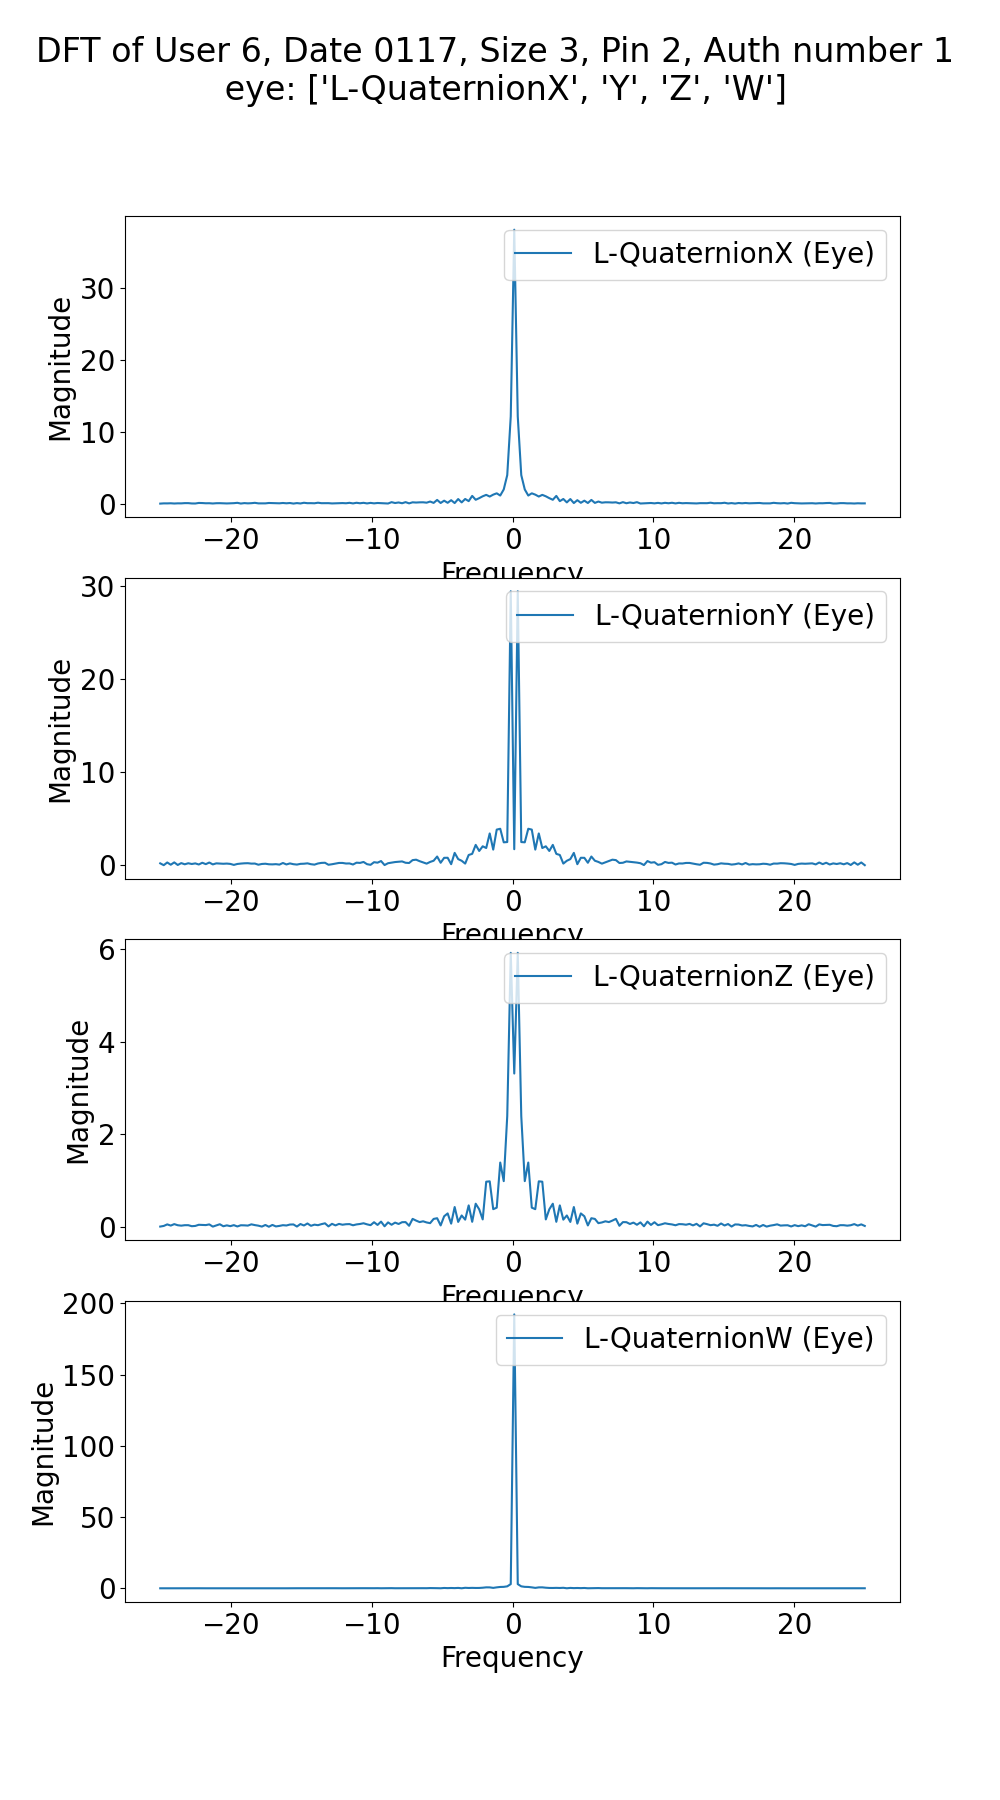 DFT of User 6, Date 0117, Size 3, Pin 2, Auth number 1
eye: ['L-QuaternionX', 'Y', 'Z', 'W']
L-QuaternionX (Eye)
Magnitude
30
20
10
0
−20 −10 0 10 20
Frequency
L-QuaternionY (Eye)
Magnitude
30
20
10
0
−20 −10 0 10 20
Frequency
L-QuaternionZ (Eye)
Magnitude
6
4
2
0
−20 −10 0 10 20
Frequency
L-QuaternionW (Eye)
Magnitude
200
150
100
50
0
−20 −10 0 10 20
Frequency